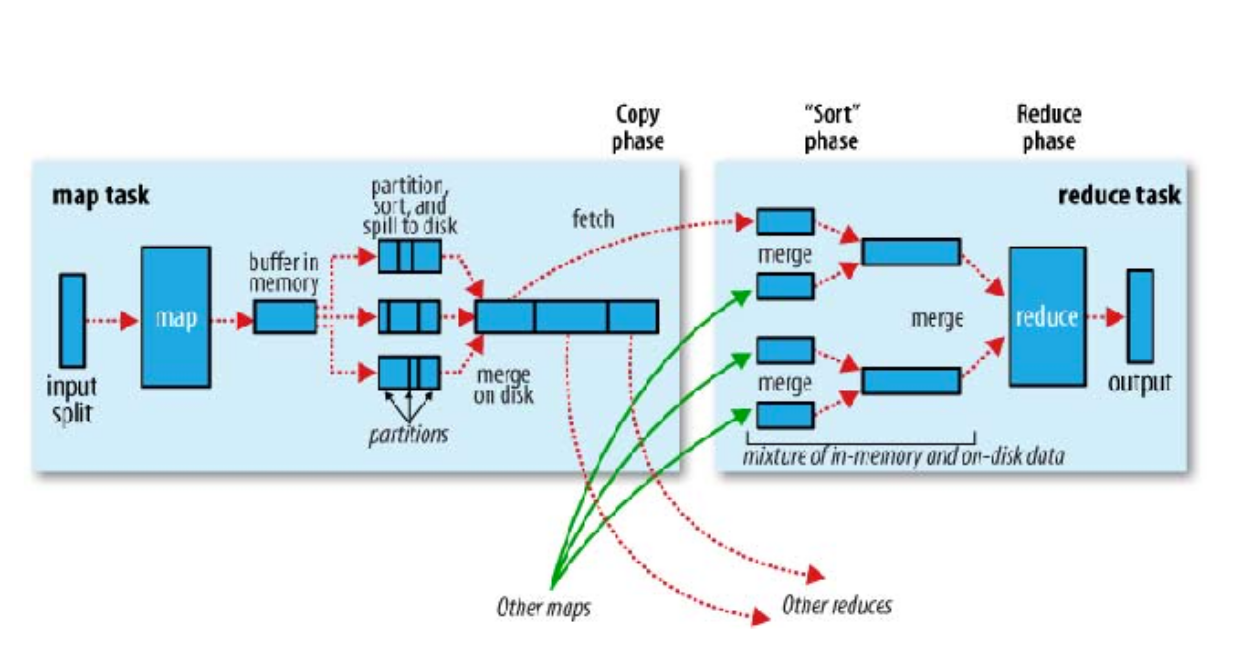 Copy
phase
"Sort"
phase
Reduce
phase
map task
reduce task
partition,
sort, and
spill to disk
fetch
buffer in
memory
merge
map
merge
reduce
input
split
merge
on disk
merge
output
partitions
mixture of in-memory and on-disk data
Other maps
Other reduces